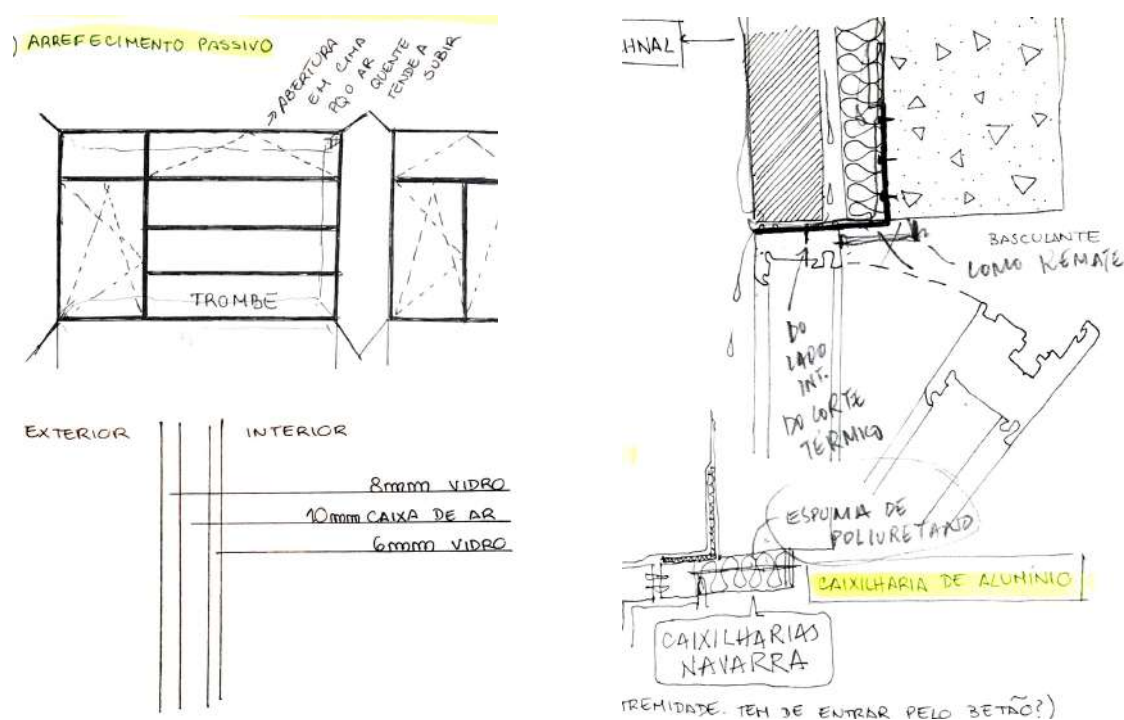 ) ARREFECIMENTO PASSIVO
→ ABERTURA
EM CIMA
PQ O AR
QUENTE
TENDE A
SUBIR
TROMBE
EXTERIOR
INTERIOR
8mm VIDRO
10mm CAIXA DE AR
6mm VIDRO
HNAL
BASCULANTE
COMO REMATE
DO
LADO
INT.
DO CORTE
TÉRMICO
ESPUMA DE
POLIURETANO
CAIXILHARIA DE ALUMÍNIO
CAIXILHARIAS
NAVARRA
TREMIDADE. TEM DE ENTRAR PELO BETÃO?)